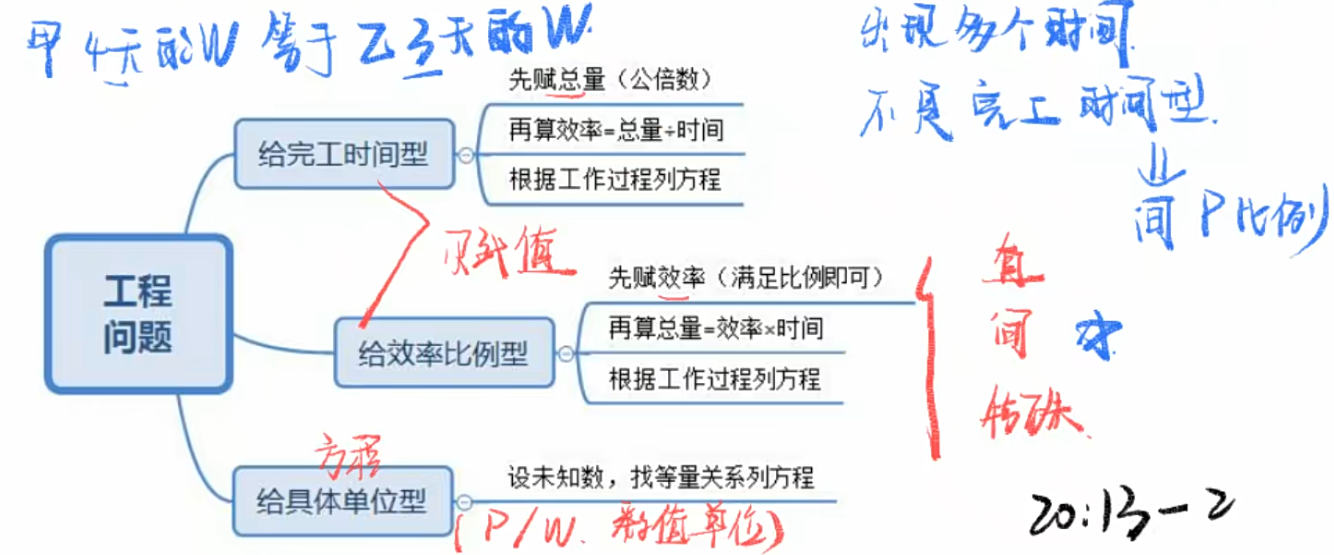 甲4天的W等于乙3天的W.
出现多个时间.
不是完工时间型.
间P比例
工程
问题
给完工时间型
先赋总量（公倍数）
再算效率=总量÷时间
根据工作过程列方程
赋值
给效率比例型
先赋效率（满足比例即可）
再算总量=效率×时间
根据工作过程列方程
直
间
特殊.
方程
给具体单位型
设未知数，找等量关系列方程
(P/W.数值单位)
20:13-2